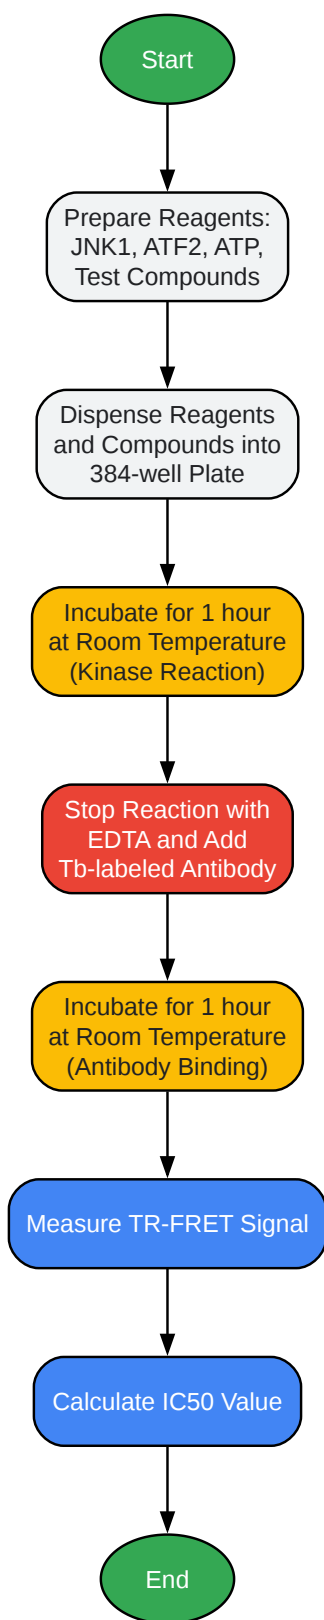 Start
Prepare Reagents:
JNK1, ATF2, ATP,
Test Compounds
Dispense Reagents
and Compounds into
384-well Plate
Incubate for 1 hour
at Room Temperature
(Kinase Reaction)
Stop Reaction with
EDTA and Add
Tb-labeled Antibody
Incubate for 1 hour
at Room Temperature
(Antibody Binding)
Measure TR-FRET Signal
Calculate IC50 Value
End